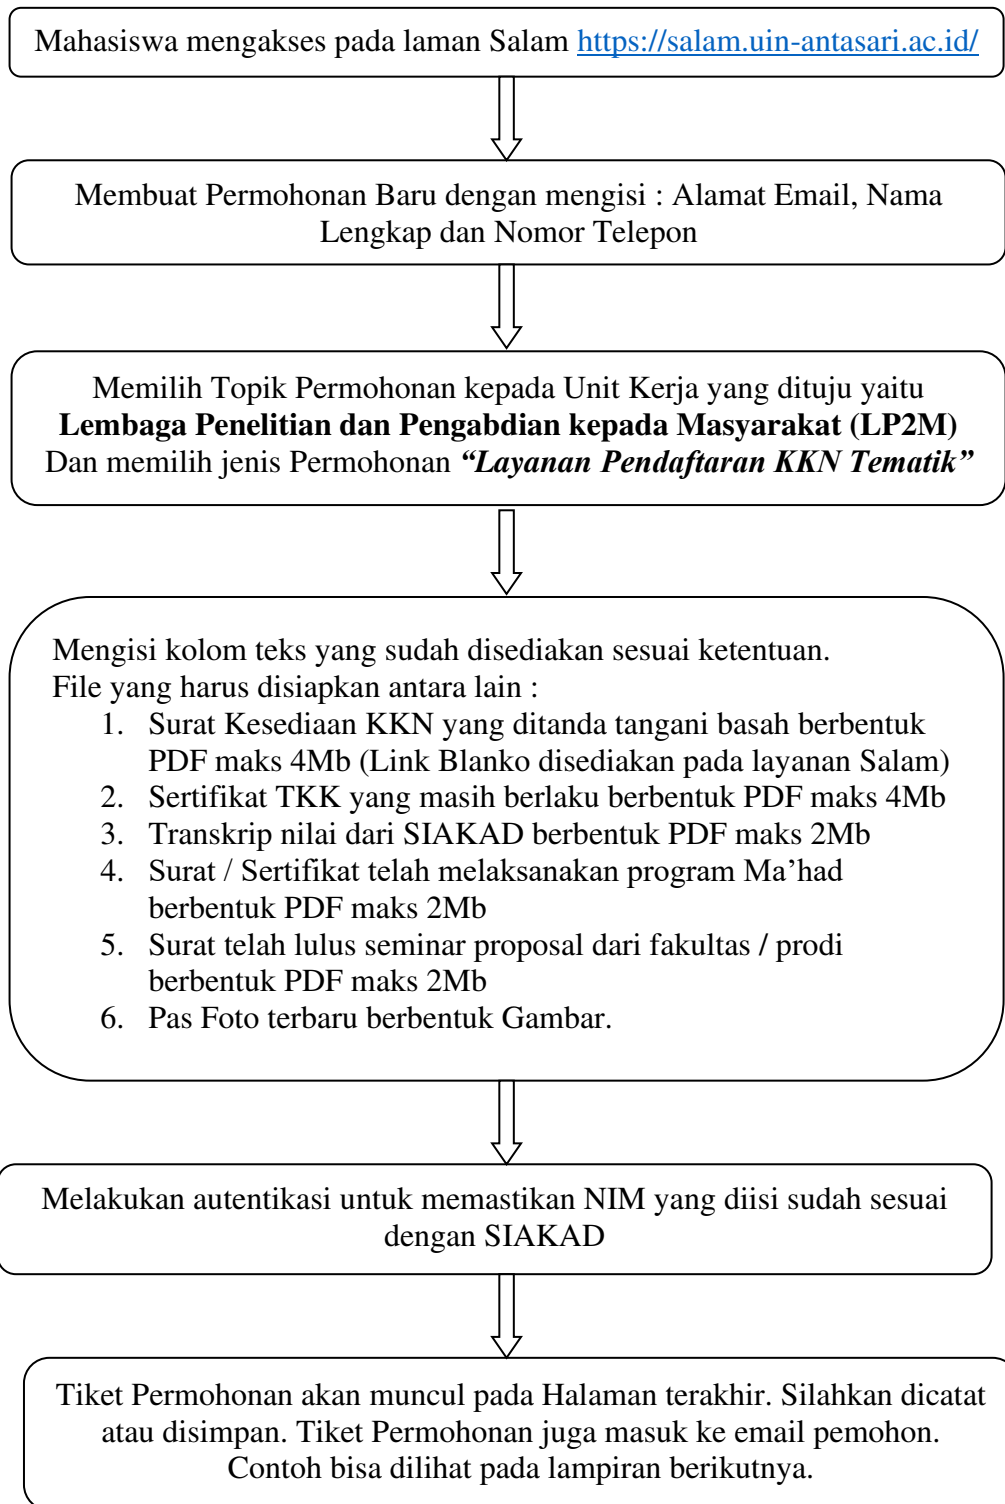 Mahasiswa mengakses pada laman Salam https://salam.uin-antasari.ac.id/
Membuat Permohonan Baru dengan mengisi : Alamat Email, Nama
Lengkap dan Nomor Telepon
Memilih Topik Permohonan kepada Unit Kerja yang dituju yaitu
Lembaga Penelitian dan Pengabdian kepada Masyarakat (LP2M)
Dan memilih jenis Permohonan “Layanan Pendaftaran KKN Tematik”
Mengisi kolom teks yang sudah disediakan sesuai ketentuan.
File yang harus disiapkan antara lain :
1. Surat Kesediaan KKN yang ditanda tangani basah berbentuk
PDF maks 4Mb (Link Blanko disediakan pada layanan Salam)
2. Sertifikat TKK yang masih berlaku berbentuk PDF maks 4Mb
3. Transkrip nilai dari SIAKAD berbentuk PDF maks 2Mb
4. Surat / Sertifikat telah melaksanakan program Ma’had
berbentuk PDF maks 2Mb
5. Surat telah lulus seminar proposal dari fakultas / prodi
berbentuk PDF maks 2Mb
6. Pas Foto terbaru berbentuk Gambar.
Melakukan autentikasi untuk memastikan NIM yang diisi sudah sesuai
dengan SIAKAD
Tiket Permohonan akan muncul pada Halaman terakhir. Silahkan dicatat
atau disimpan. Tiket Permohonan juga masuk ke email pemohon.
Contoh bisa dilihat pada lampiran berikutnya.